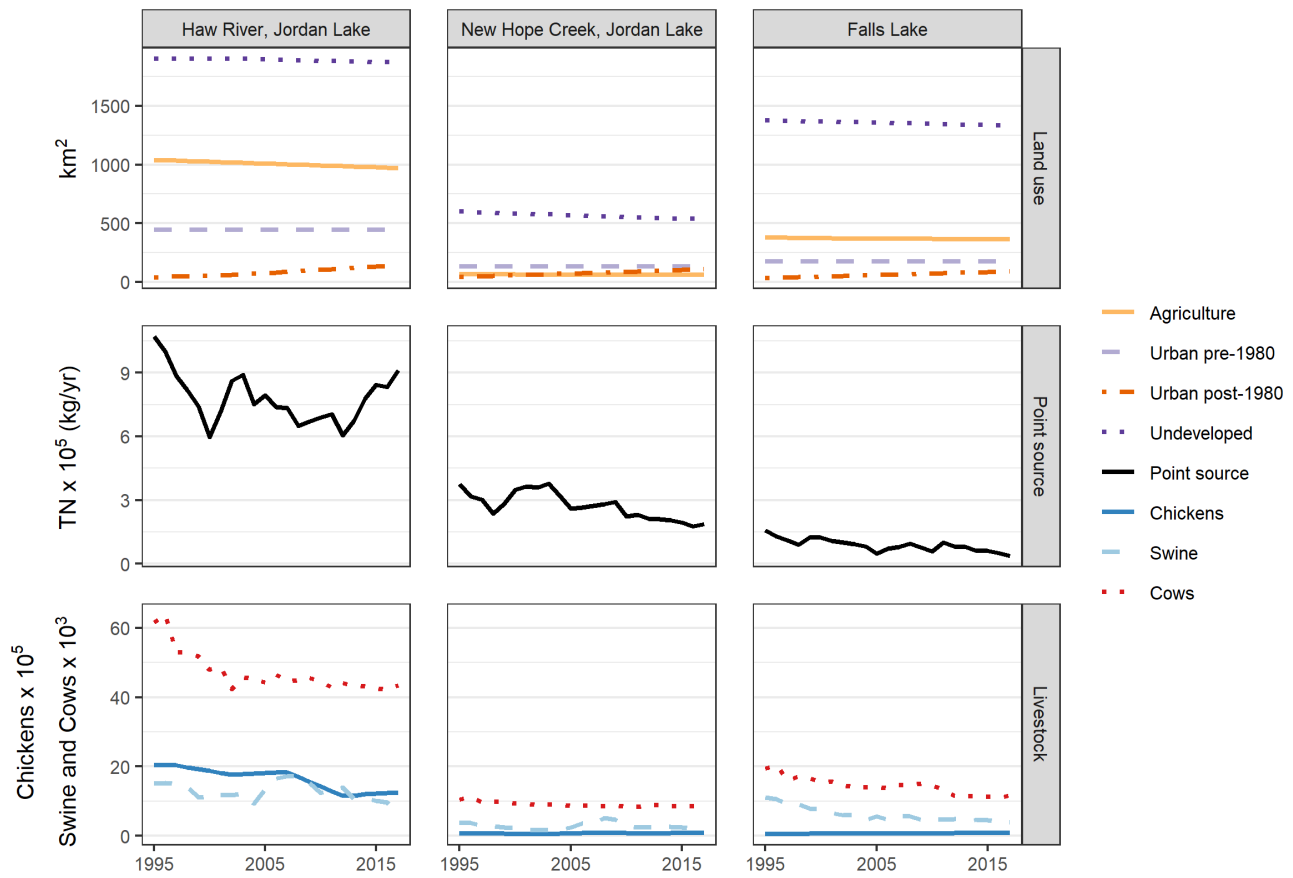 Haw River, Jordan Lake
New Hope Creek, Jordan Lake
Falls Lake
km²
1500
1000
500
0
Land use
TN x 10⁵ (kg/yr)
9
6
3
0
Point source
Chickens x 10⁵
Swine and Cows x 10³
60
40
20
0
Livestock
1995 2005 2015
1995 2005 2015
1995 2005 2015
Agriculture
Urban pre-1980
Urban post-1980
Undeveloped
Point source
Chickens
Swine
Cows